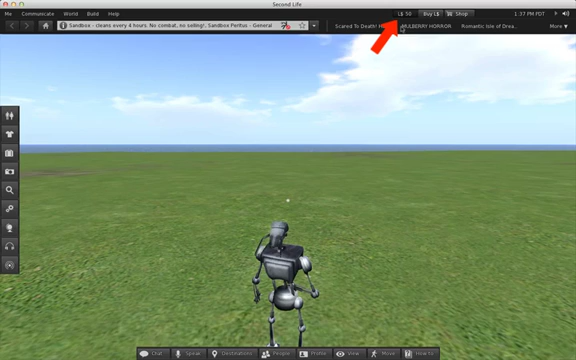 Second Life
Me Communicate World Build Help L$ 50 Buy L$ Shop 1:37 PM PDT
Sandbox - cleans every 4 hours. No combat, no selling!, Sandbox Peritus - General Scared To Death! MULBERRY HORROR Romantic Isle of Drea... More
Chat Speak Destinations People Profile View Move How to